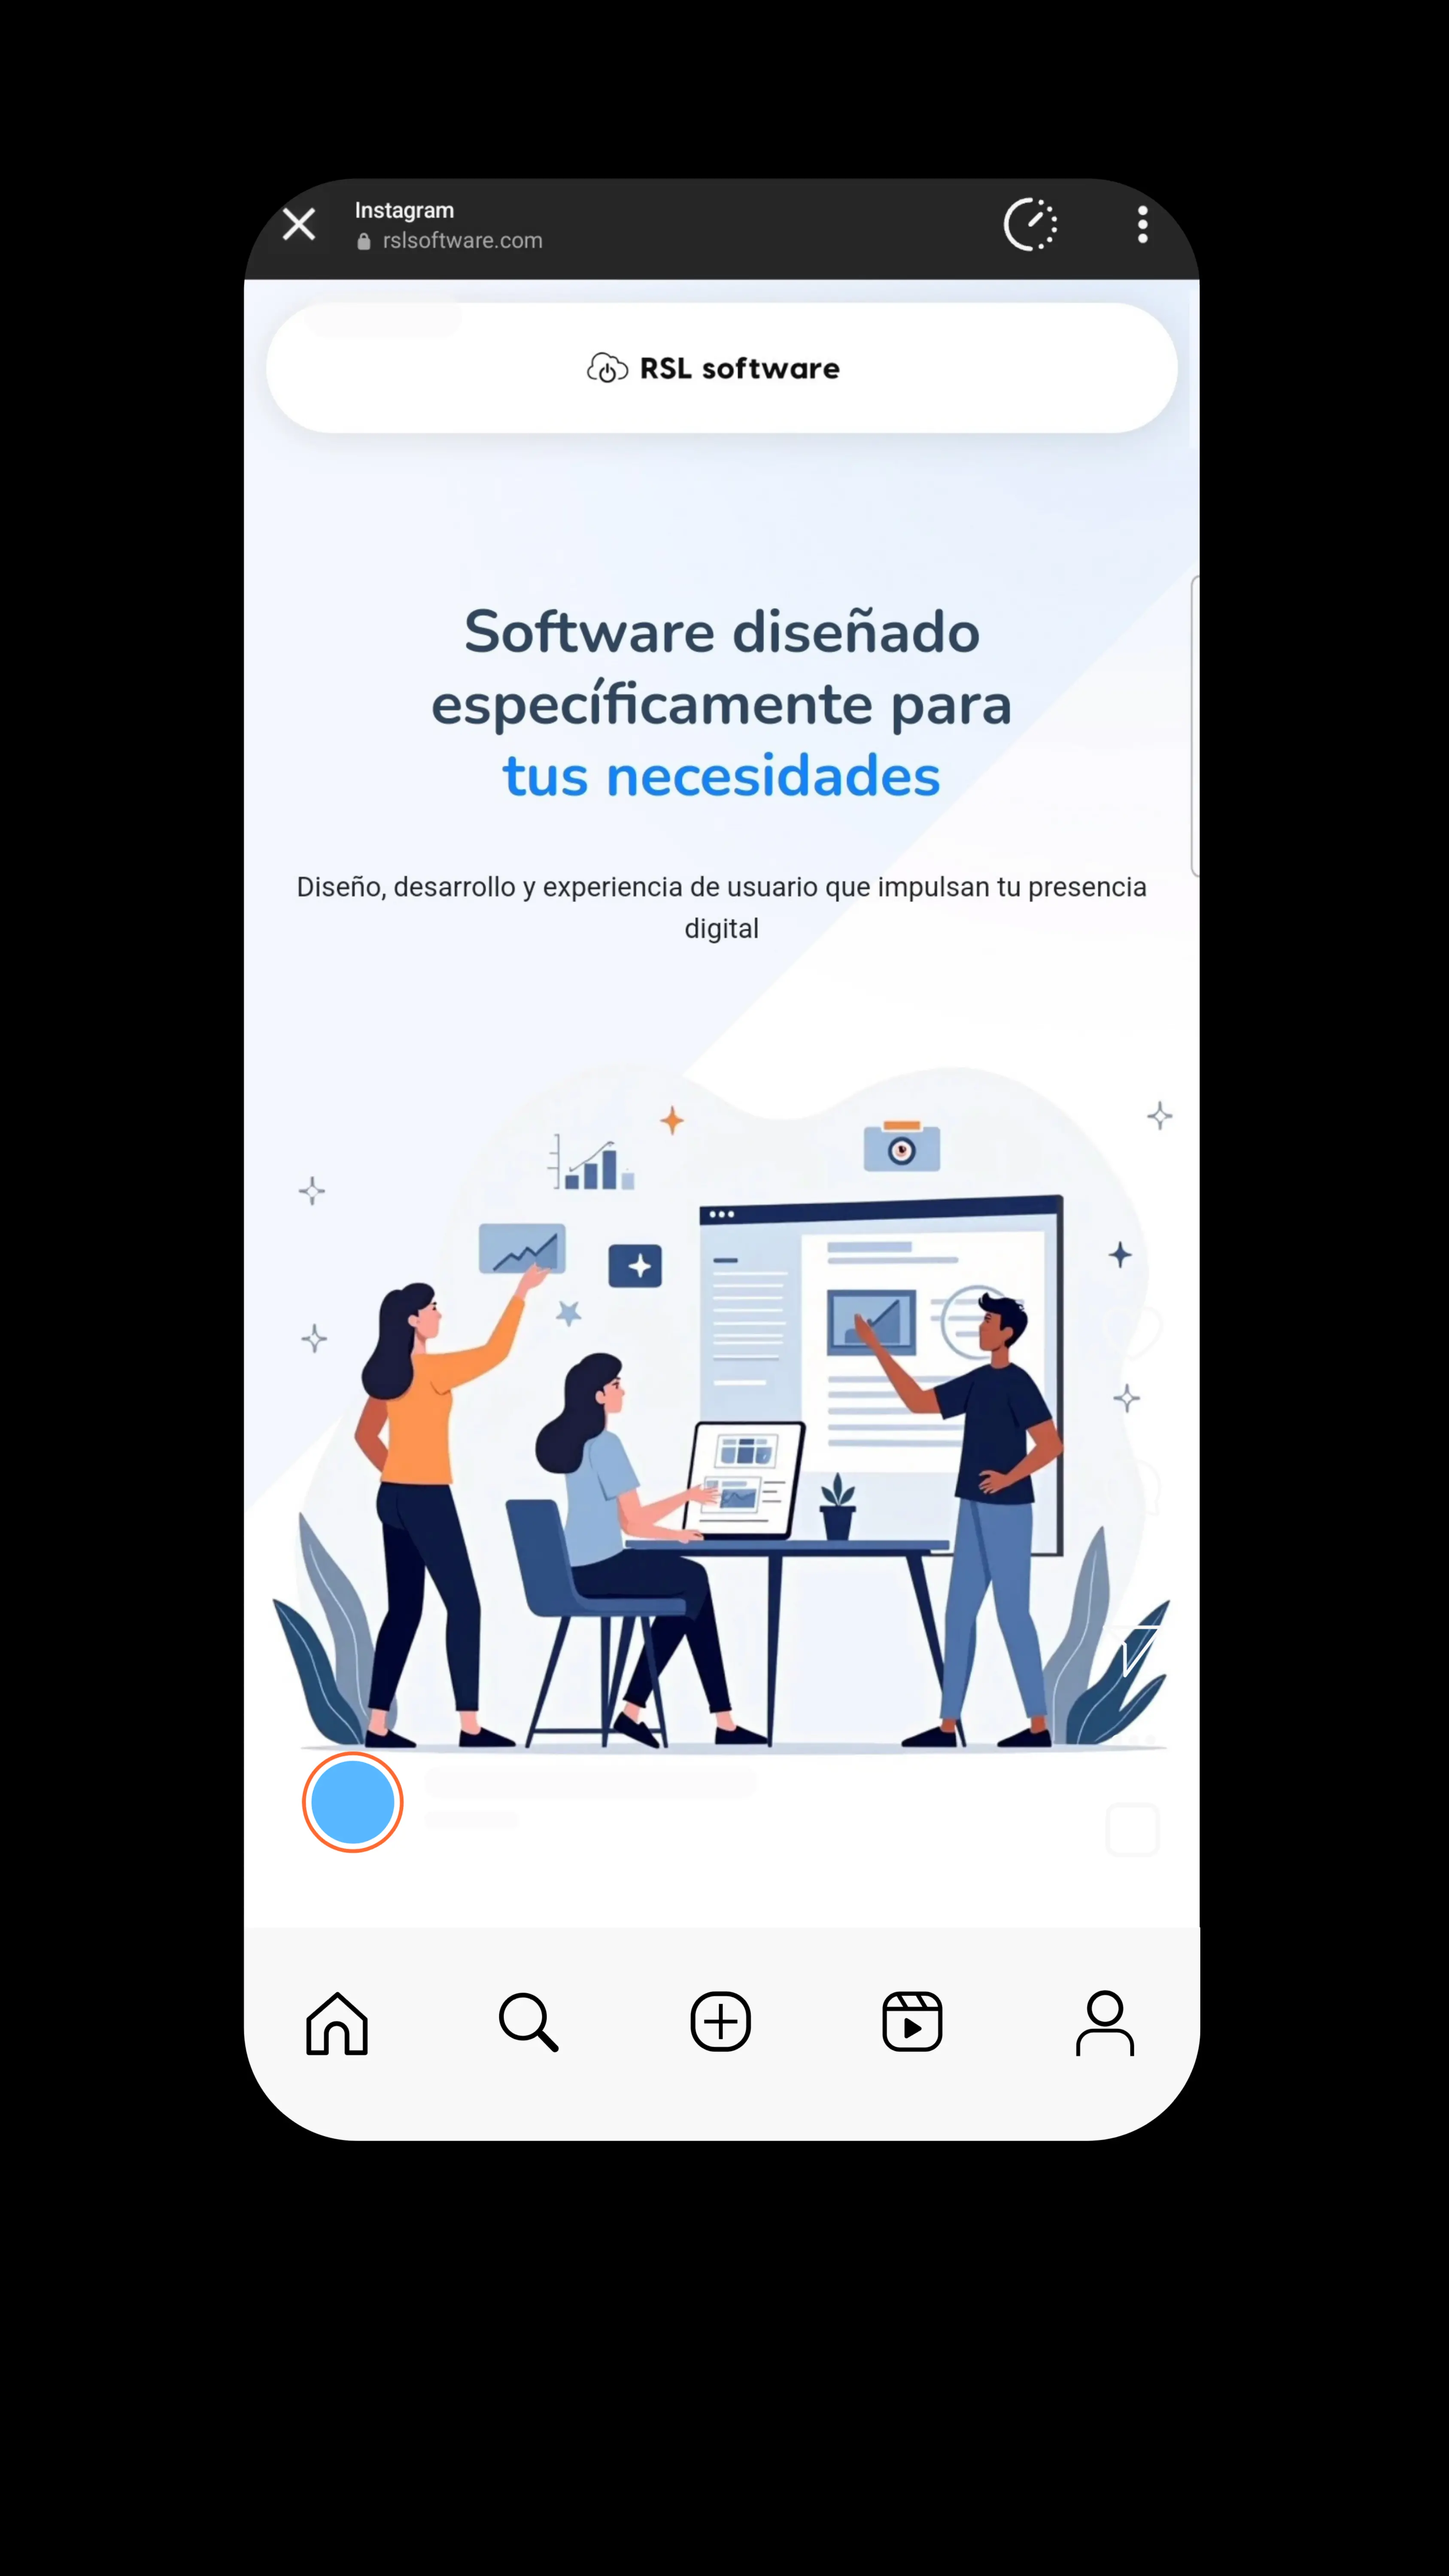 Instagram
rslsoftware.com
RSL software
Software diseñado
específicamente para
tus necesidades
Diseño, desarrollo y experiencia de usuario que impulsan tu presencia
digital